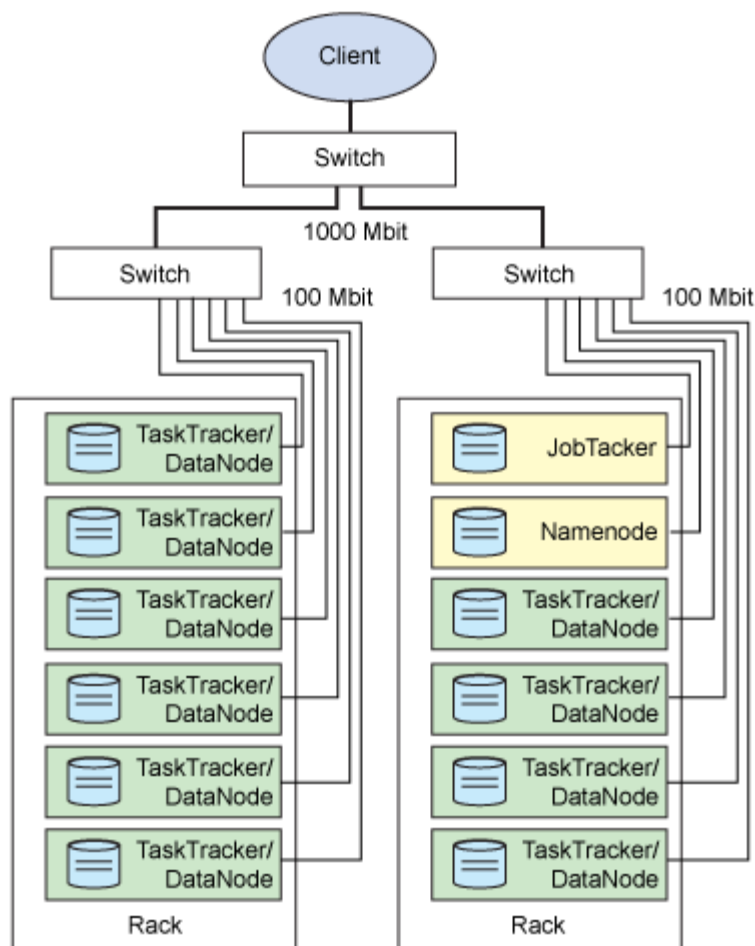 Client
Switch
1000 Mbit
Switch
Switch
100 Mbit
100 Mbit
TaskTracker/
DataNode
TaskTracker/
DataNode
TaskTracker/
DataNode
TaskTracker/
DataNode
TaskTracker/
DataNode
TaskTracker/
DataNode
Rack
JobTacker
Namenode
TaskTracker/
DataNode
TaskTracker/
DataNode
TaskTracker/
DataNode
TaskTracker/
DataNode
Rack